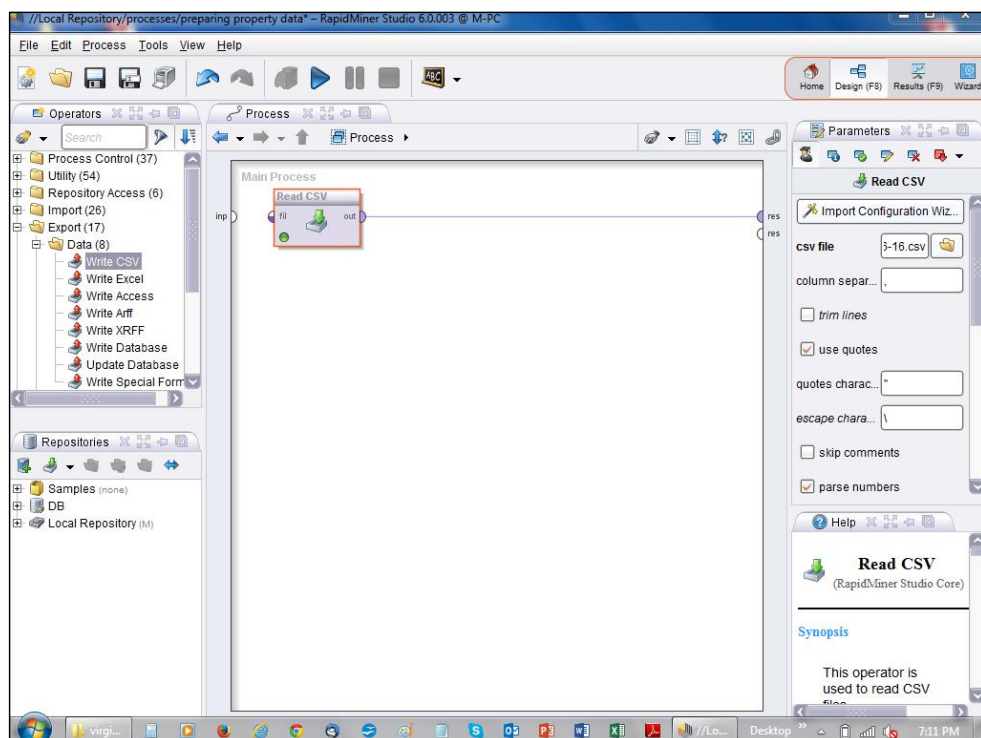 //Local Repository/processes/preparing property data* – RapidMiner Studio 6.0.003 @ M-PC
File Edit Process Tools View Help
ABC
Home Design (F8) Results (F9) Wizard
Operators
Search
Process Control (37)
Utility (54)
Repository Access (6)
Import (26)
Export (17)
Data (8)
Write CSV
Write Excel
Write Access
Write Arff
Write XRFF
Write Database
Update Database
Write Special Form
Repositories
Samples (none)
DB
Local Repository (M)
Process
Process
Main Process
Read CSV
inp
fil out
res
res
Parameters
Read CSV
Import Configuration Wiz...
csv file
-16.csv
column separ... ,
trim lines
use quotes
quotes charac... "
escape chara... \
skip comments
parse numbers
Help
Read CSV
(RapidMiner Studio Core)
Synopsis
This operator is
used to read CSV
virgi... //Lo... Desktop 7:11 PM